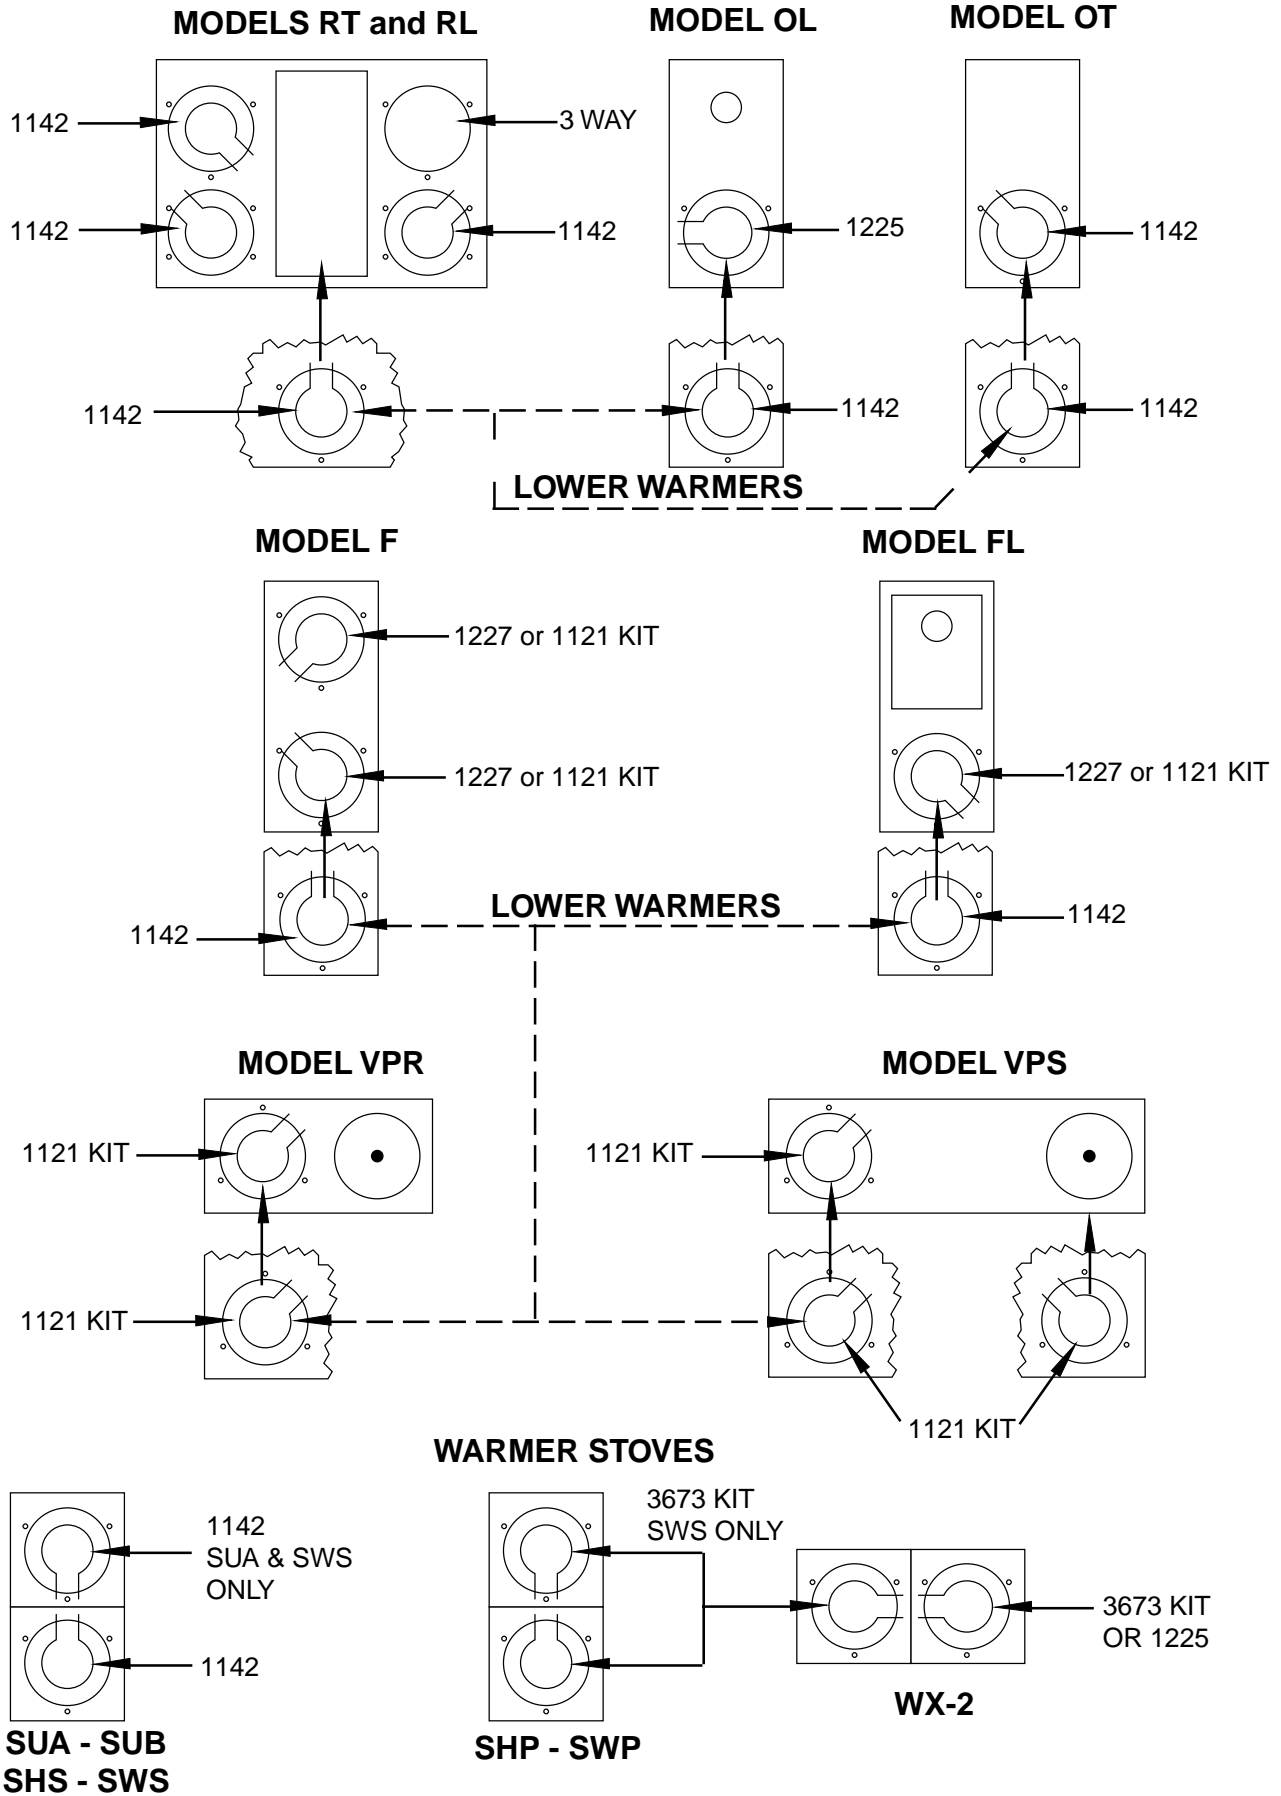 MODELS RT and RL
MODEL OL
MODEL OT
1142
3 WAY
1142
1142
1225
1142
1142
1142
1142
LOWER WARMERS
MODEL F
MODEL FL
1227 or 1121 KIT
1227 or 1121 KIT
1227 or 1121 KIT
LOWER WARMERS
1142
1142
MODEL VPR
MODEL VPS
1121 KIT
1121 KIT
1121 KIT
1121 KIT
WARMER STOVES
1142
SUA & SWS
ONLY
1142
SUA - SUB
SHS - SWS
3673 KIT
SWS ONLY
SHP - SWP
3673 KIT
OR 1225
WX-2